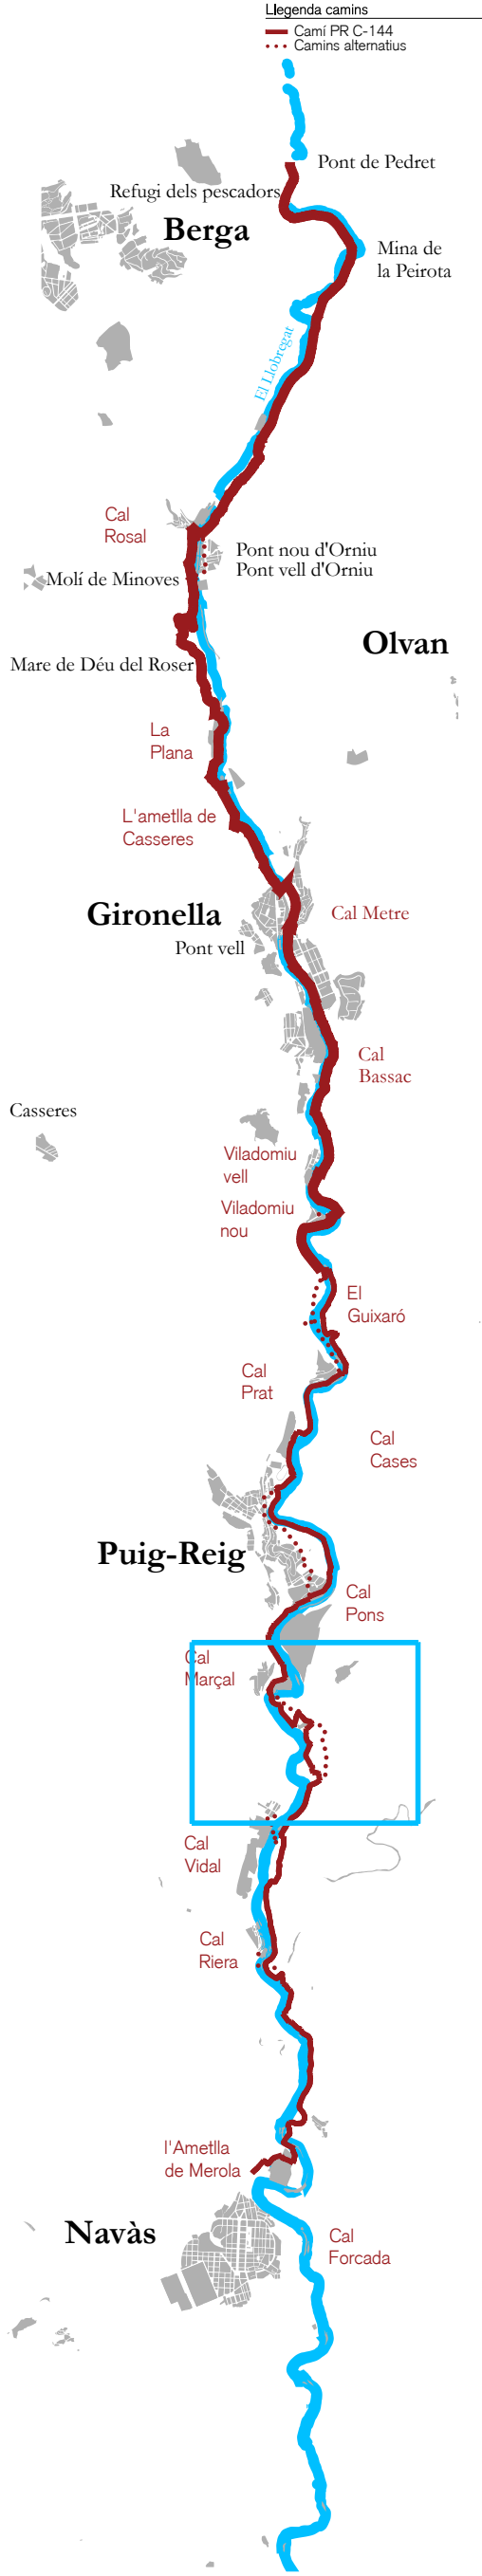 Llegenda camins
Camí PR C-144
Camins alternatius
Pont de Pedret
Refugi dels pescadors
Berga
Mina de
la Peirota
El Llobregat
Cal
Rosal
Pont nou d'Orniu
Pont vell d'Orniu
Molí de Minoves
Olvan
Mare de Déu del Roser
La
Plana
L'ametlla de
Casseres
Gironella
Cal Metre
Pont vell
Cal
Bassac
Casseres
Viladomiu
vell
Viladomiu
nou
El
Guixaró
Cal
Prat
Cal
Cases
Puig-Reig
Cal
Pons
Cal
Marçal
Cal
Vidal
Cal
Riera
l'Ametlla
de Merola
Navàs
Cal
Forcada